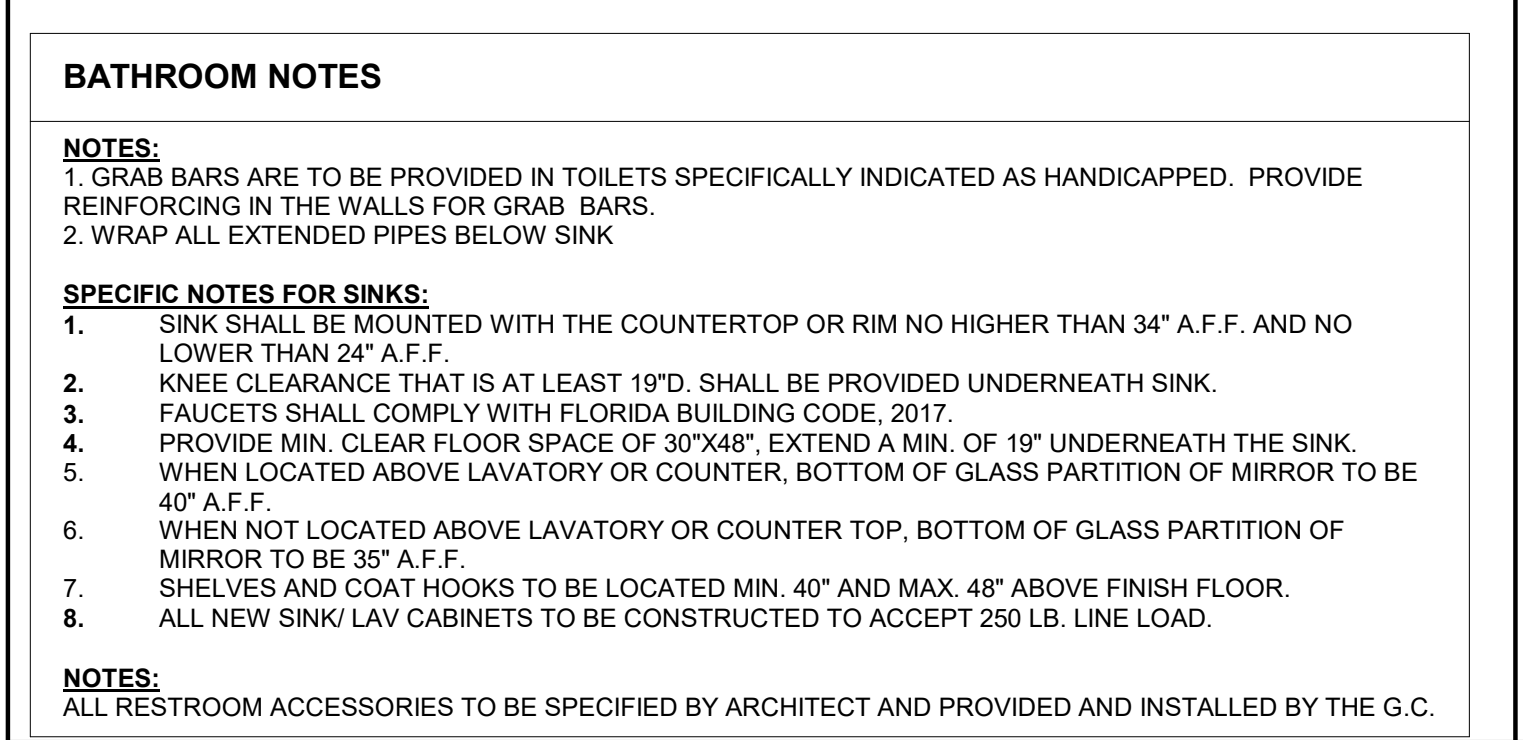 BATHROOM NOTES
NOTES:
1. GRAB BARS ARE TO BE PROVIDED IN TOILETS SPECIFICALLY INDICATED AS HANDICAPPED.  PROVIDE
REINFORCING IN THE WALLS FOR GRAB  BARS.
2. WRAP ALL EXTENDED PIPES BELOW SINK
SPECIFIC NOTES FOR SINKS:
1. SINK SHALL BE MOUNTED WITH THE COUNTERTOP OR RIM NO HIGHER THAN 34" A.F.F. AND NO
LOWER THAN 24" A.F.F.
2. KNEE CLEARANCE THAT IS AT LEAST 19"D. SHALL BE PROVIDED UNDERNEATH SINK.
3. FAUCETS SHALL COMPLY WITH FLORIDA BUILDING CODE, 2017.
4. PROVIDE MIN. CLEAR FLOOR SPACE OF 30"X48", EXTEND A MIN. OF 19" UNDERNEATH THE SINK.
5. WHEN LOCATED ABOVE LAVATORY OR COUNTER, BOTTOM OF GLASS PARTITION OF MIRROR TO BE
40" A.F.F.
6. WHEN NOT LOCATED ABOVE LAVATORY OR COUNTER TOP, BOTTOM OF GLASS PARTITION OF
MIRROR TO BE 35" A.F.F.
7. SHELVES AND COAT HOOKS TO BE LOCATED MIN. 40" AND MAX. 48" ABOVE FINISH FLOOR.
8. ALL NEW SINK/ LAV CABINETS TO BE CONSTRUCTED TO ACCEPT 250 LB. LINE LOAD.
NOTES:
ALL RESTROOM ACCESSORIES TO BE SPECIFIED BY ARCHITECT AND PROVIDED AND INSTALLED BY THE G.C.